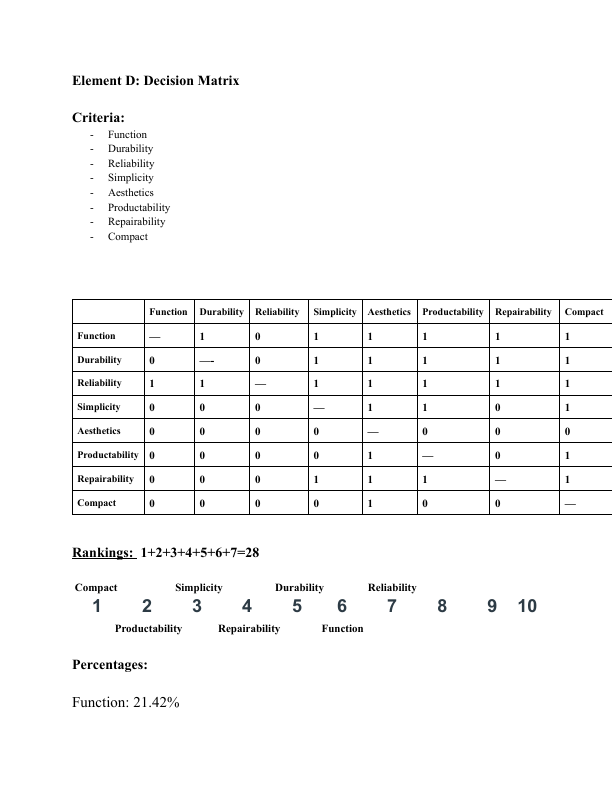 Element D: Decision Matrix
Criteria:
- Function
- Durability
- Reliability
- Simplicity
- Aesthetics
- Productability
- Repairability
- Compact
Function Durability Reliability Simplicity Aesthetics Productability Repairability Compact
Function — 1 0 1 1 1 1 1
Durability 0 —- 0 1 1 1 1 1
Reliability 1 1 — 1 1 1 1 1
Simplicity 0 0 0 — 1 1 0 1
Aesthetics 0 0 0 0 — 0 0 0
Productability 0 0 0 0 1 — 0 1
Repairability 0 0 0 1 1 1 — 1
Compact 0 0 0 0 1 0 0 —
Rankings: 1+2+3+4+5+6+7=28
Compact Simplicity Durability Reliability
1 2 3 4 5 6 7 8 9 10
Productability Repairability Function
Percentages:
Function: 21.42%